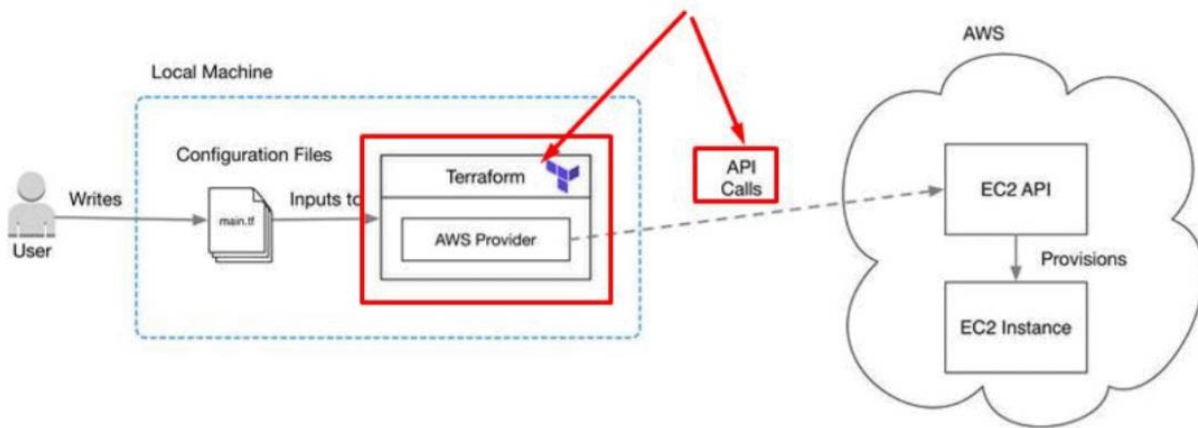 AWS
Local Machine
Configuration Files
Terraform
API
Calls
EC2 API
Writes
main.tf
Inputs to
AWS Provider
User
Provisions
EC2 Instance